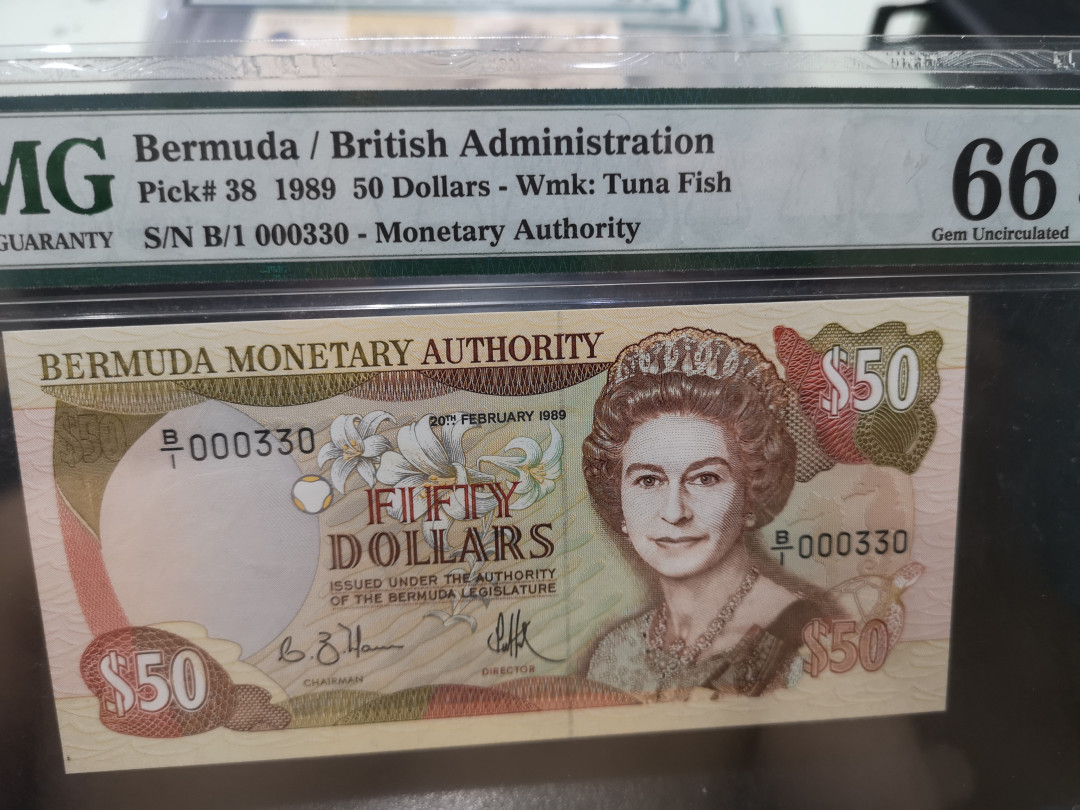 MG
GUARANTY
Bermuda / British Administration
Pick# 38 1989 50 Dollars - Wmk: Tuna Fish
S/N B/1 000330 - Monetary Authority
66
Gem Uncirculated
BERMUDA MONETARY AUTHORITY
$50
$50
20TH FEBRUARY 1989
B/1 000330
FIFTY
DOLLARS
ISSUED UNDER THE AUTHORITY
OF THE BERMUDA LEGISLATURE
B/1 000330
CHAIRMAN
DIRECTOR
$50
$50